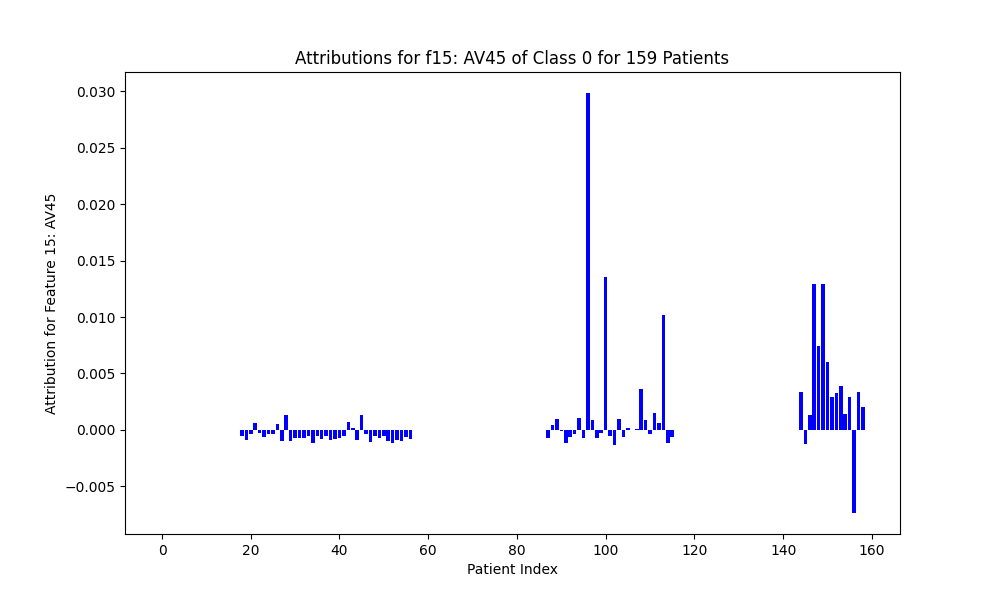 Attributions for f15: AV45 of Class 0 for 159 Patients
Attribution for Feature 15: AV45
0.030
0.025
0.020
0.015
0.010
0.005
0.000
−0.005
0 20 40 60 80 100 120 140 160
Patient Index